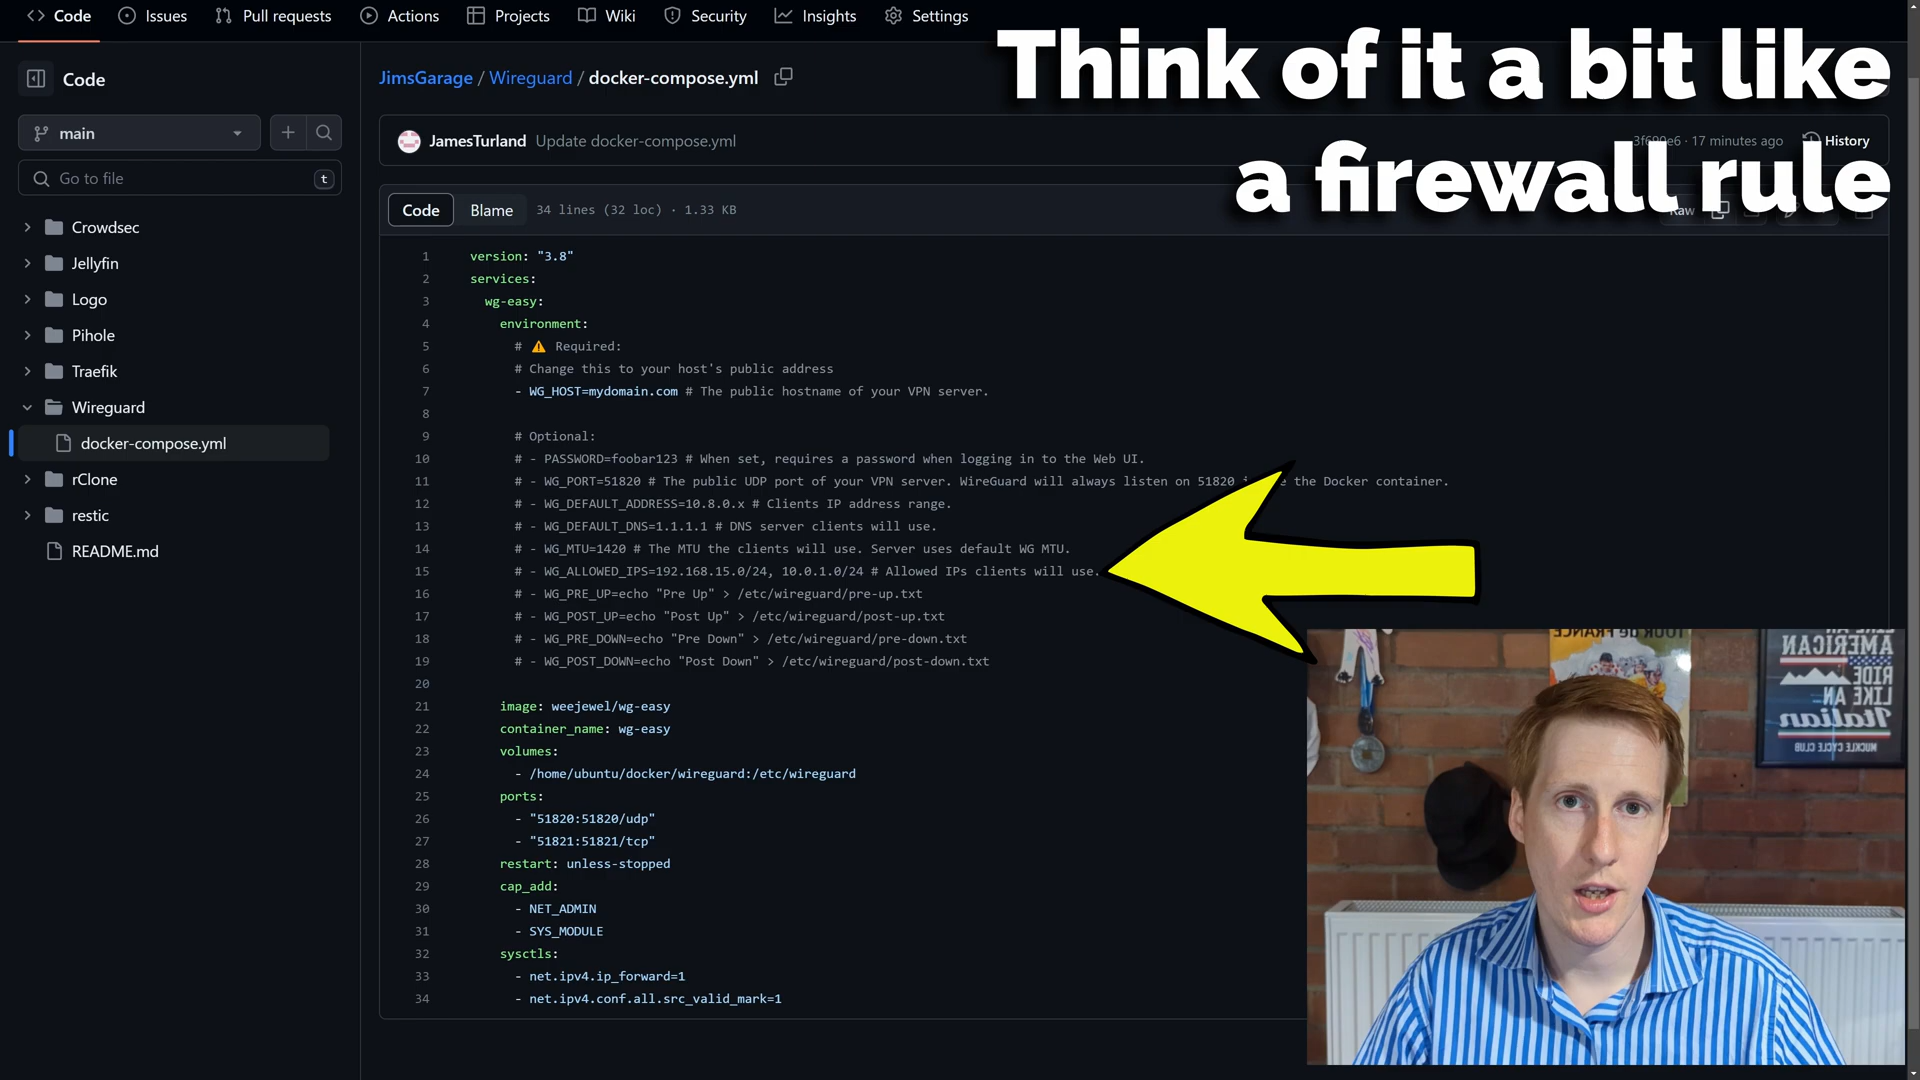 Code
Issues
Pull requests
Actions
Projects
Wiki
Security
Insights
Settings
Think of it a bit like
a firewall rule
Code
main
Go to file
t
Crowdsec
Jellyfin
Logo
Pihole
Traefik
Wireguard
docker-compose.yml
rClone
restic
README.md
JimsGarage / Wireguard / docker-compose.yml
JamesTurland Update docker-compose.yml
17 minutes ago
History
Code
Blame
34 lines (32 loc) · 1.33 KB
Raw
1 version: "3.8"
2 services:
3 wg-easy:
4 environment:
5 # ⚠️ Required:
6 # Change this to your host's public address
7 - WG_HOST=mydomain.com # The public hostname of your VPN server.
8
9 # Optional:
10 # - PASSWORD=foobar123 # When set, requires a password when logging in to the Web UI.
11 # - WG_PORT=51820 # The public UDP port of your VPN server. WireGuard will always listen on 51820 the Docker container.
12 # - WG_DEFAULT_ADDRESS=10.8.0.x # Clients IP address range.
13 # - WG_DEFAULT_DNS=1.1.1.1 # DNS server clients will use.
14 # - WG_MTU=1420 # The MTU the clients will use. Server uses default WG MTU.
15 # - WG_ALLOWED_IPS=192.168.15.0/24, 10.0.1.0/24 # Allowed IPs clients will use.
16 # - WG_PRE_UP=echo "Pre Up" > /etc/wireguard/pre-up.txt
17 # - WG_POST_UP=echo "Post Up" > /etc/wireguard/post-up.txt
18 # - WG_PRE_DOWN=echo "Pre Down" > /etc/wireguard/pre-down.txt
19 # - WG_POST_DOWN=echo "Post Down" > /etc/wireguard/post-down.txt
20
21 image: weejewel/wg-easy
22 container_name: wg-easy
23 volumes:
24 - /home/ubuntu/docker/wireguard:/etc/wireguard
25 ports:
26 - "51820:51820/udp"
27 - "51821:51821/tcp"
28 restart: unless-stopped
29 cap_add:
30 - NET_ADMIN
31 - SYS_MODULE
32 sysctls:
33 - net.ipv4.ip_forward=1
34 - net.ipv4.conf.all.src_valid_mark=1
TOUR DE FRANCE
AMERICAN
RIDE
LIKE AN
Italian
MUCKLE CYCLE CLUB